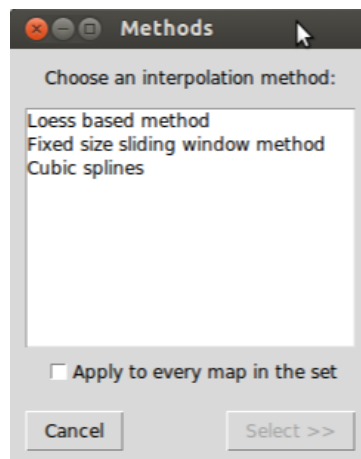 Methods
Choose an interpolation method:
Loess based method
Fixed size sliding window method
Cubic splines
Apply to every map in the set
Cancel
Select >>